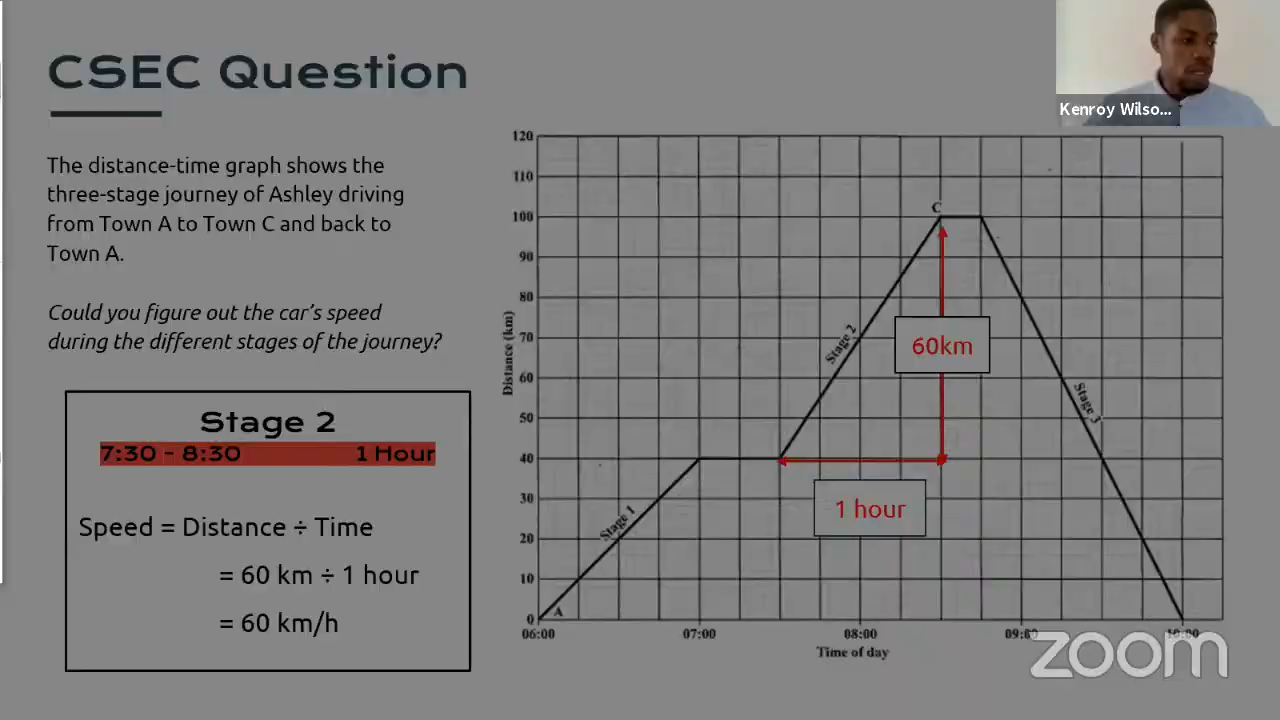 CSEC Question
Kenroy Wilso...
The distance-time graph shows the
three-stage journey of Ashley driving
from Town A to Town C and back to
Town A.
Could you figure out the car's speed
during the different stages of the journey?
Stage 2
7:30 - 8:30 1 Hour
Speed = Distance ÷ Time
= 60 km ÷ 1 hour
= 60 km/h
Distance (km)
120
110
100
90
80
70
60
50
40
30
20
10
0
C
Stage 2
60km
Stage 3
1 hour
Stage 1
A
06:00 07:00 08:00 09:00 10:00
Time of day
zoom